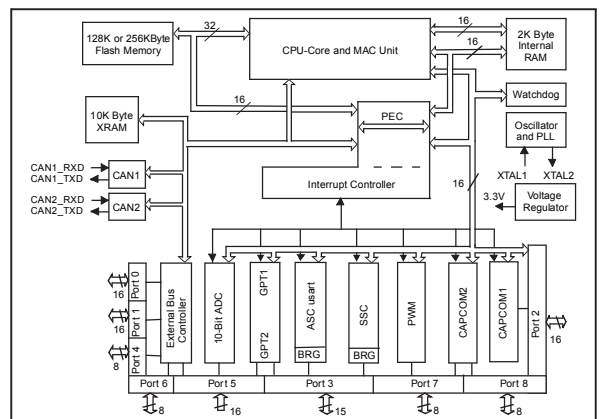 32
16
128K or 256KByte
Flash Memory
CPU-Core and MAC Unit
2K Byte
Internal
RAM
16
Watchdog
16
10K Byte
XRAM
PEC
Oscillator
and PLL
CAN1_RXD
CAN1_TXD
CAN1
Interrupt Controller
16
XTAL1
XTAL2
CAN2_RXD
CAN2_TXD
CAN2
3.3V
Voltage
Regulator
Port 0
16
Port 1
16
Port 4
8
External Bus
Controller
10-Bit ADC
GPT1
GPT2
ASC usart
BRG
SSC
BRG
PWM
CAPCOM2
CAPCOM1
Port 2
16
Port 6
Port 5
Port 3
Port 7
Port 8
8
16
15
8
8